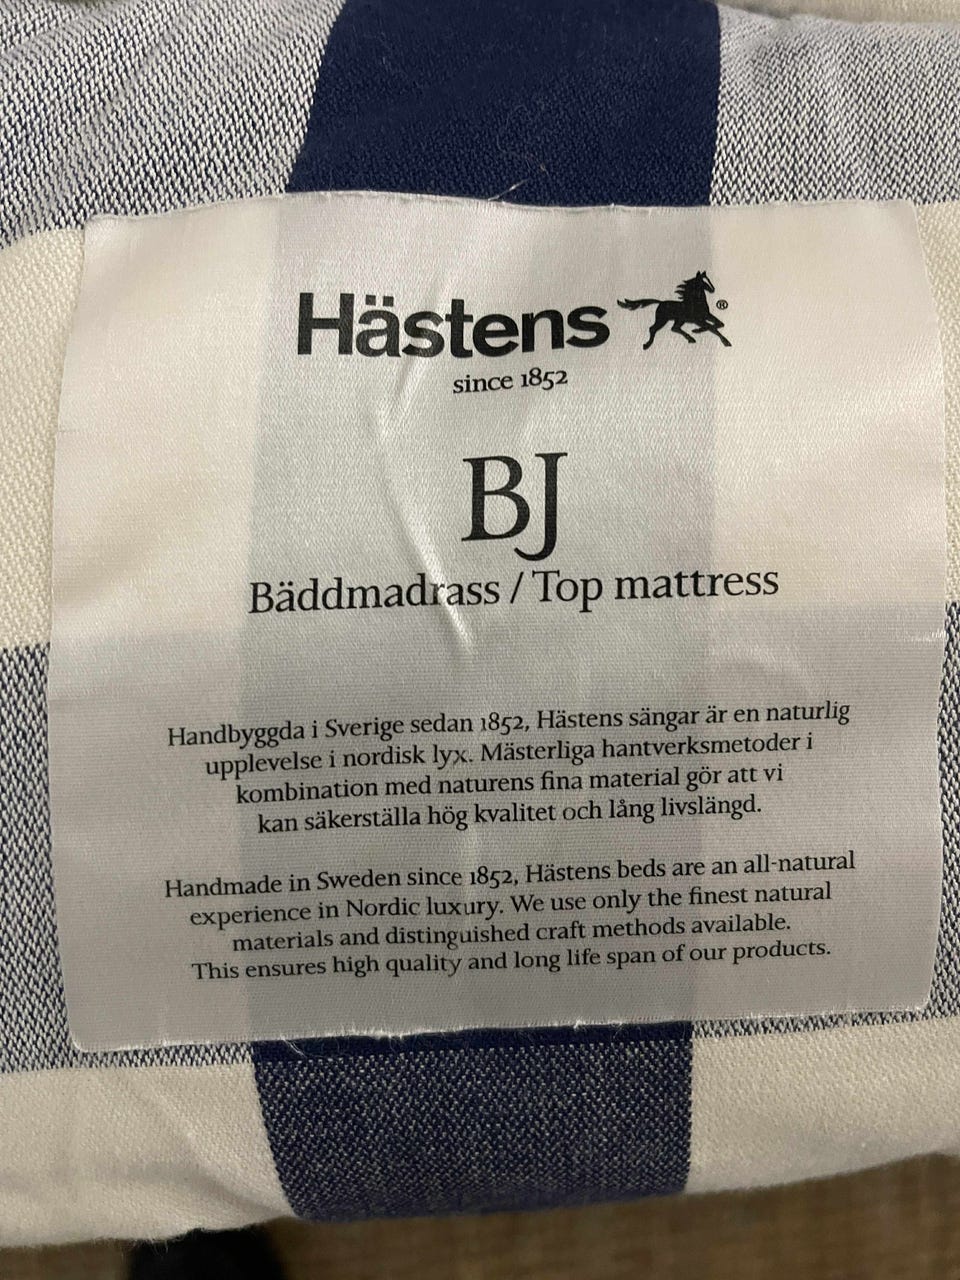 Hästens ®
since 1852
BJ
Bäddmadrass / Top mattress
Handbyggda i Sverige sedan 1852, Hästens sängar är en naturlig
upplevelse i nordisk lyx. Mästerliga hantverksmetoder i
kombination med naturens fina material gör att vi
kan säkerställa hög kvalitet och lång livslängd.
Handmade in Sweden since 1852, Hästens beds are an all-natural
experience in Nordic luxury. We use only the finest natural
materials and distinguished craft methods available.
This ensures high quality and long life span of our products.